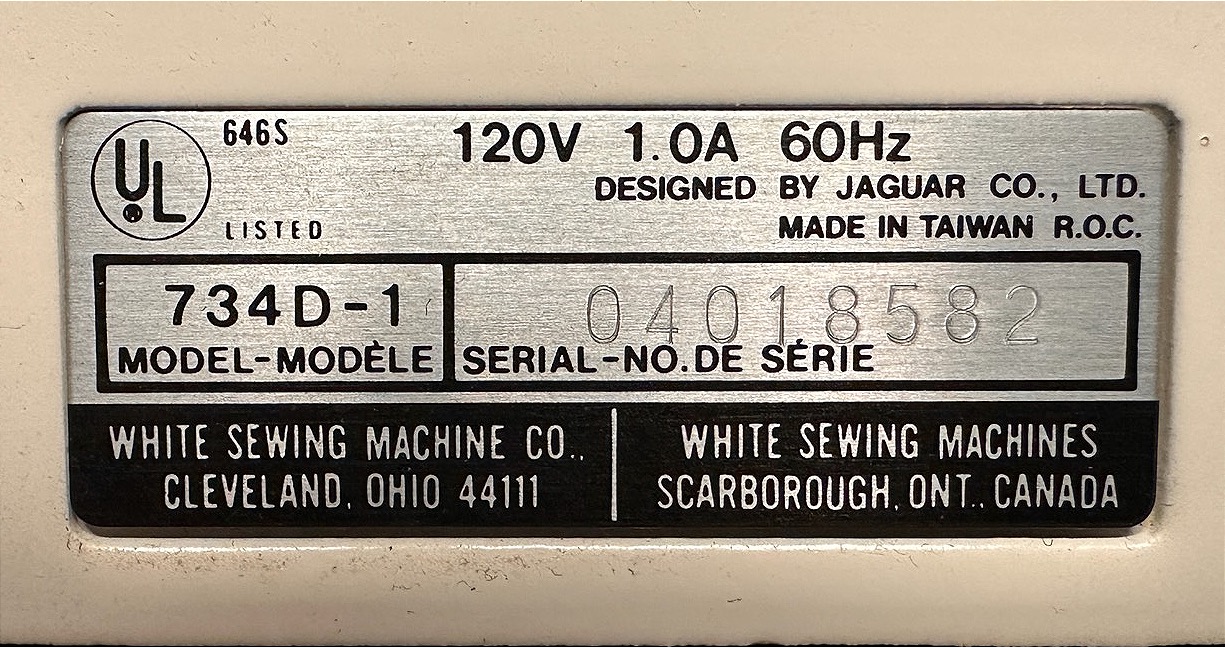 UL
®
646S
LISTED
120V 1.0A 60Hz
DESIGNED BY JAGUAR CO., LTD.
MADE IN TAIWAN R.O.C.
734D-1
MODEL-MODÈLE
04018582
SERIAL-NO.DE SÉRIE
WHITE SEWING MACHINE CO.,
CLEVELAND, OHIO 44111
WHITE SEWING MACHINES
SCARBOROUGH, ONT., CANADA